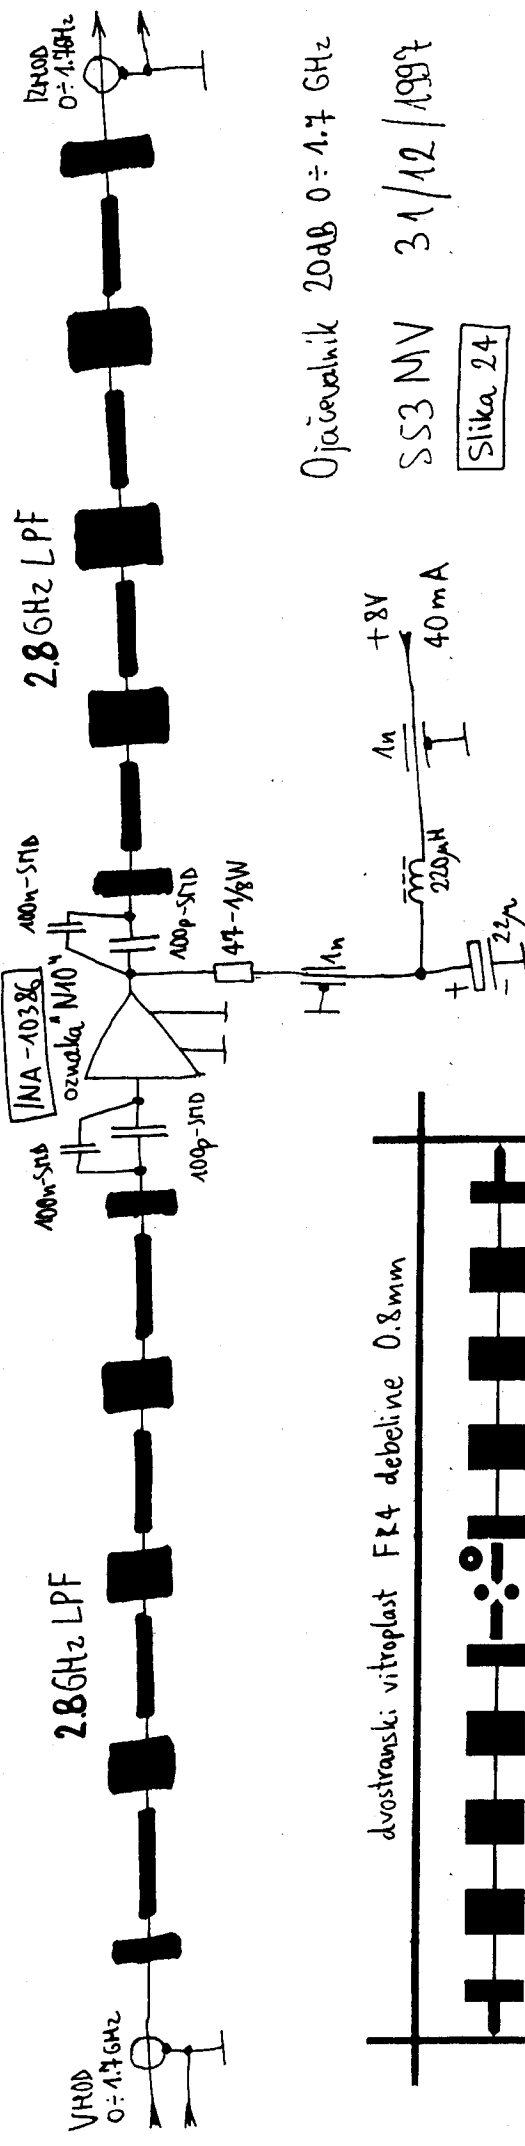 VHOD
0÷1.7GHz
2.8GHz LPF
100n-SMD
100p-SMD
INA-10386
oznaka "N10"
100n-SMD
100p-SMD
47-1/8W
1n
22µ
+
-
220µH
1n
+8V
40mA
2.8GHz LPF
IZHOD
0÷1.7GHz
Ojačevalnik 20dB 0÷1.7 GHz
S53MV 31/12/1997
Slika 24
dvostranski vitroplast FR4 debeline 0.8mm